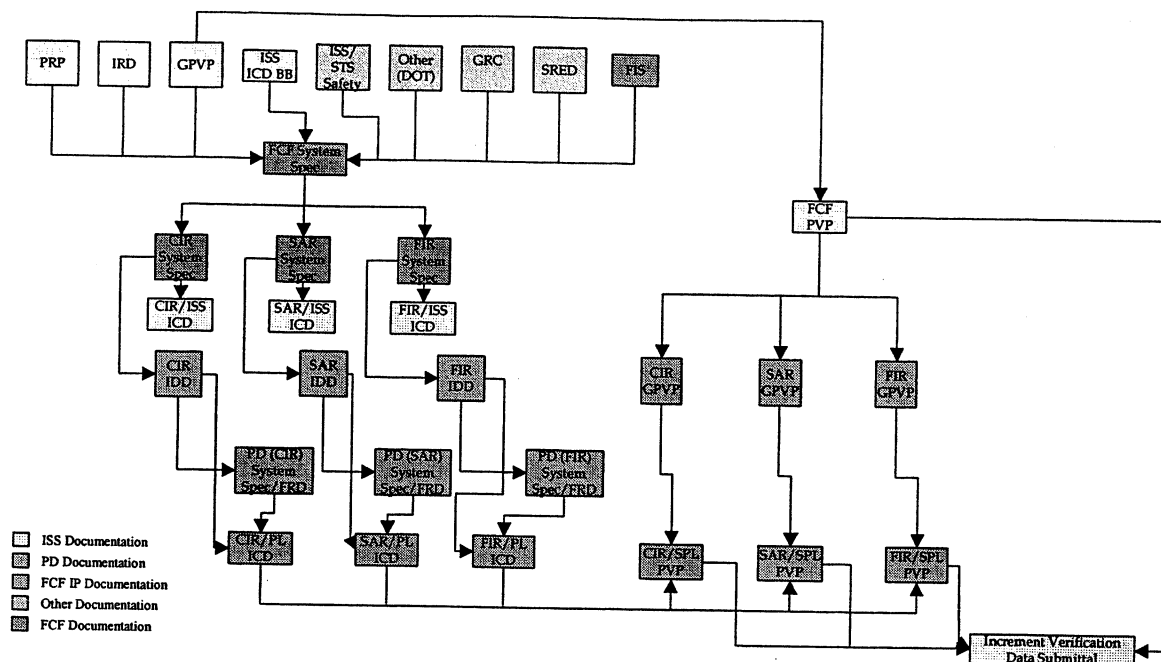 PRP
IRD
GPVP
ISS
ICD BB
ISS/
STS
Safety
Other
(DOT)
GRC
SRED
FIS
FCF System
Spec
FCF
PVP
CIR
System
Spec
SAR
System
Spec
FIR
System
Spec
CIR/ISS
ICD
SAR/ISS
ICD
FIR/ISS
ICD
CIR
IDD
SAR
IDD
FIR
IDD
CIR
GPVP
SAR
GPVP
FIR
GPVP
PD (CIR)
System
Spec/FRD
PD (SAR)
System
Spec/FRD
PD (FIR)
System
Spec/FRD
CIR/PL
ICD
SAR/PL
ICD
FIR/PL
ICD
CIR/SPL
PVP
SAR/SPL
PVP
FIR/SPL
PVP
ISS Documentation
PD Documentation
FCF IP Documentation
Other Documentation
FCF Documentation
Increment Verification
Data Submittal